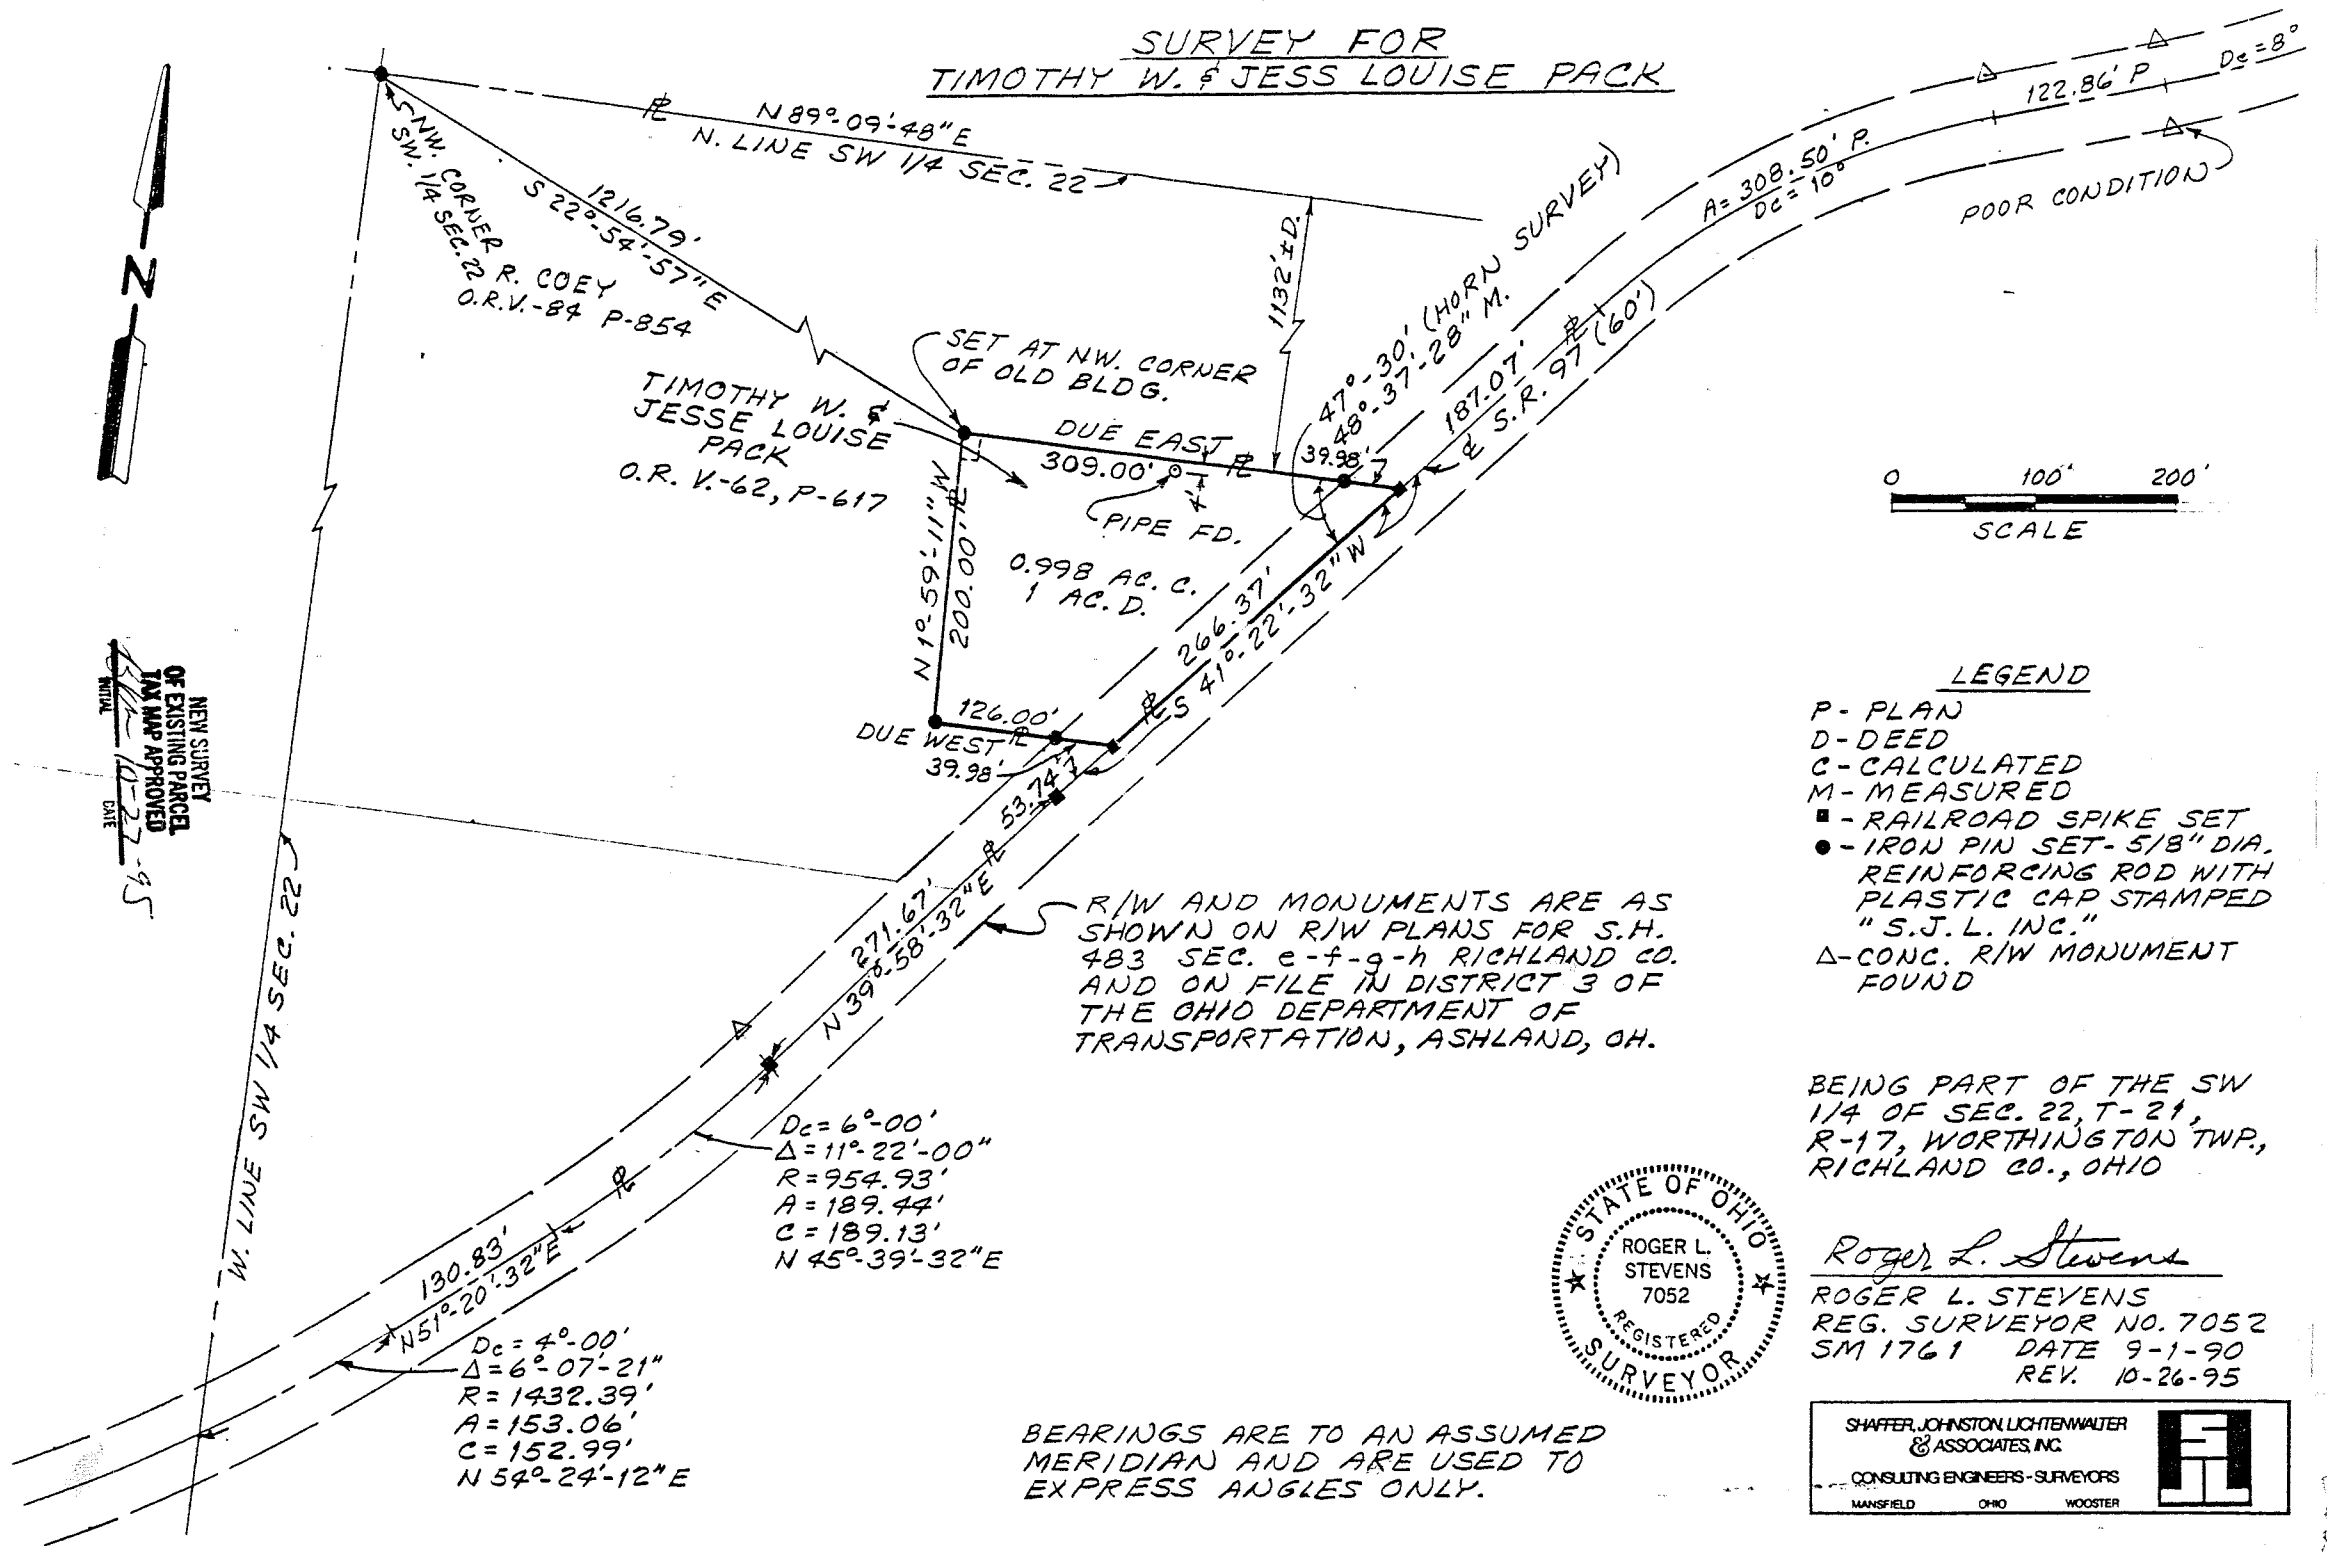 SURVEY FOR
TIMOTHY W. & JESS LOUISE PACK
N 89°-09'-48" E
N. LINE SW 1/4 SEC. 22
NW. CORNER
SW. 1/4 SEC. 22
R. COEY
O.R.V.-84 P-854
1216.79'
S 22°-54'-57" E
SET AT NW. CORNER
OF OLD BLDG.
TIMOTHY W. &
JESSE LOUISE
PACK
O.R. V.-62, P-617
DUE EAST
309.00'
39.98'
1132'± D.
PIPE FD.
4'
47°-30' (HORN SURVEY)
48°-37'-28" M.
187.07'
S.R. 97 (60')
A = 308.50' P.
Dc = 10°
122.86' P
Dc = 8°
POOR CONDITION
N 1°-59'-11" W
200.00'
0.998 AC. C.
1 AC. D.
266.37'
S 41°-22'-32" W
126.00'
DUE WEST
39.98'
53.74'
271.67'
N 39°-58'-32" E
0 100' 200'
SCALE
LEGEND
P - PLAN
D - DEED
C - CALCULATED
M - MEASURED
■ - RAILROAD SPIKE SET
● - IRON PIN SET - 5/8" DIA.
REINFORCING ROD WITH
PLASTIC CAP STAMPED
"S.J.L. INC."
△ - CONC. R/W MONUMENT
FOUND
R/W AND MONUMENTS ARE AS
SHOWN ON R/W PLANS FOR S.H.
483 SEC. e-f-g-h RICHLAND CO.
AND ON FILE IN DISTRICT 3 OF
THE OHIO DEPARTMENT OF
TRANSPORTATION, ASHLAND, OH.
NEW SURVEY
OF EXISTING PARCEL
TAX MAP APPROVED
10-27-95
INITIAL DATE
W. LINE SW 1/4 SEC. 22
Dc = 6°-00'
Δ = 11°-22'-00"
R = 954.93'
A = 189.44'
C = 189.13'
N 45°-39'-32" E
130.83'
N 51°-20'-32" E
Dc = 4°-00'
Δ = 6°-07'-21"
R = 1432.39'
A = 153.06'
C = 152.99'
N 54°-24'-12" E
BEARINGS ARE TO AN ASSUMED
MERIDIAN AND ARE USED TO
EXPRESS ANGLES ONLY.
BEING PART OF THE SW
1/4 OF SEC. 22, T-21,
R-17, WORTHINGTON TWP.,
RICHLAND CO., OHIO
STATE OF OHIO
ROGER L.
STEVENS
7052
REGISTERED
SURVEYOR
Roger L. Stevens
ROGER L. STEVENS
REG. SURVEYOR NO. 7052
SM 1761 DATE 9-1-90
REV. 10-26-95
SHAFFER, JOHNSTON, LICHTENWALTER
& ASSOCIATES, INC.
CONSULTING ENGINEERS - SURVEYORS
MANSFIELD OHIO WOOSTER
SJL
N